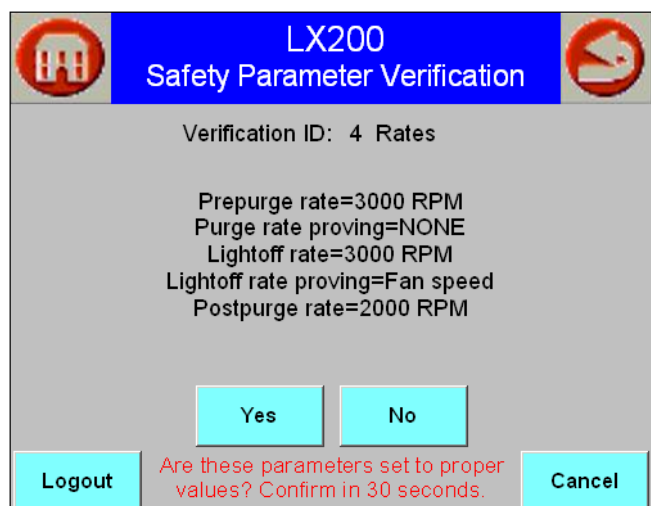 LX200
Safety Parameter Verification
Verification ID: 4 Rates
Prepurge rate=3000 RPM
Purge rate proving=NONE
Lightoff rate=3000 RPM
Lightoff rate proving=Fan speed
Postpurge rate=2000 RPM
Yes No
Logout
Are these parameters set to proper
values? Confirm in 30 seconds.
Cancel